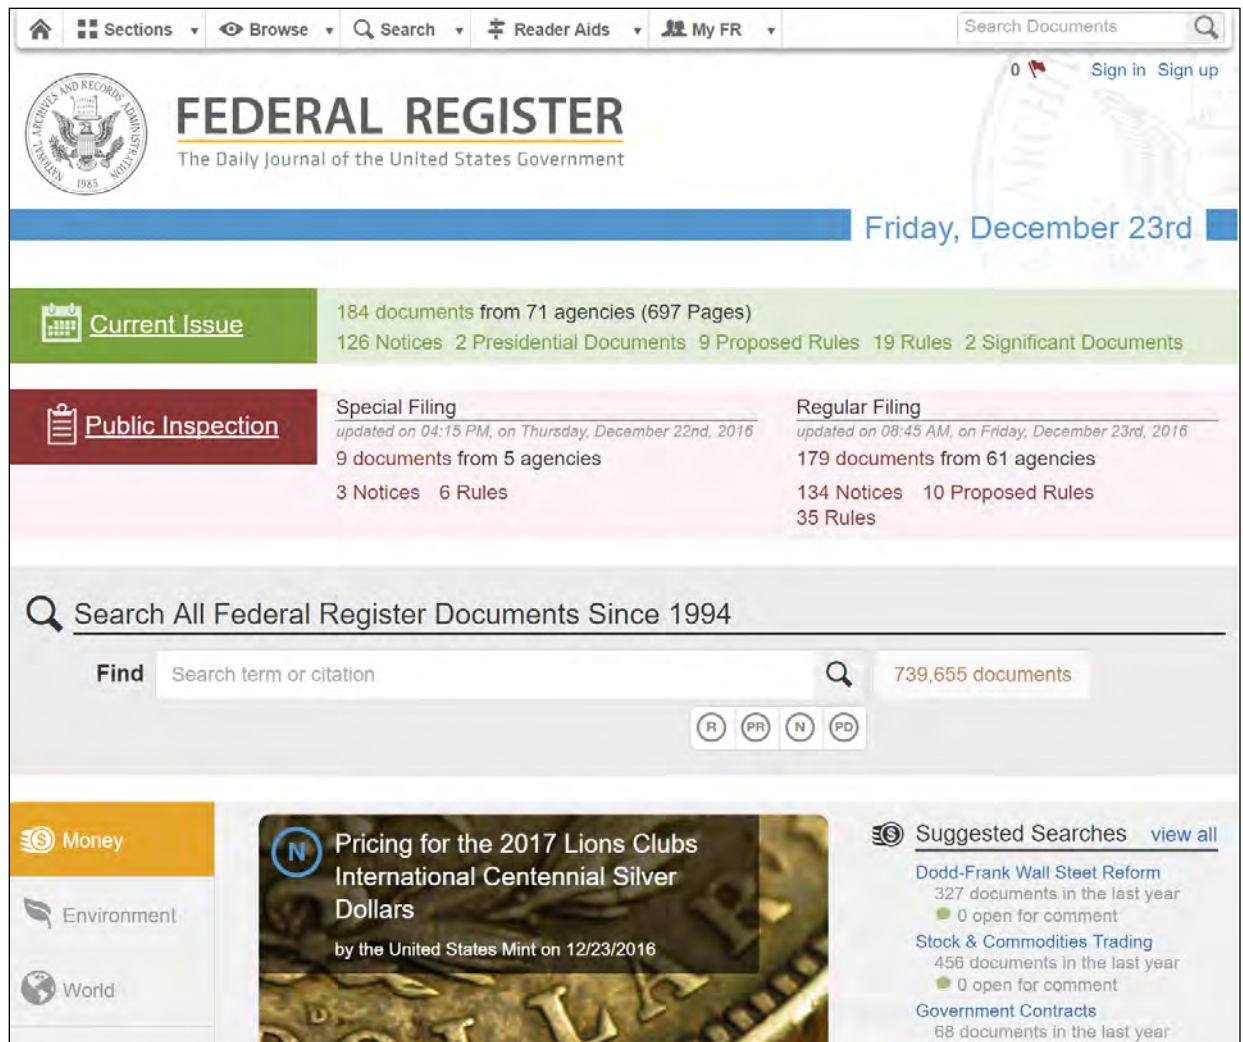 Sections Browse Search Reader Aids My FR Search Documents
0 Sign in Sign up
NATIONAL ARCHIVES AND RECORDS ADMINISTRATION
1985
FEDERAL REGISTER
The Daily Journal of the United States Government
Friday, December 23rd
Current Issue
184 documents from 71 agencies (697 Pages)
126 Notices 2 Presidential Documents 9 Proposed Rules 19 Rules 2 Significant Documents
Public Inspection
Special Filing
updated on 04:15 PM, on Thursday, December 22nd, 2016
9 documents from 5 agencies
3 Notices 6 Rules
Regular Filing
updated on 08:45 AM, on Friday, December 23rd, 2016
179 documents from 61 agencies
134 Notices 10 Proposed Rules
35 Rules
Search All Federal Register Documents Since 1994
Find Search term or citation 739,655 documents
R PR N PD
Money
Environment
World
N Pricing for the 2017 Lions Clubs
International Centennial Silver
Dollars
by the United States Mint on 12/23/2016
Suggested Searches view all
Dodd-Frank Wall Steet Reform
327 documents in the last year
0 open for comment
Stock & Commodities Trading
456 documents in the last year
0 open for comment
Government Contracts
68 documents in the last year